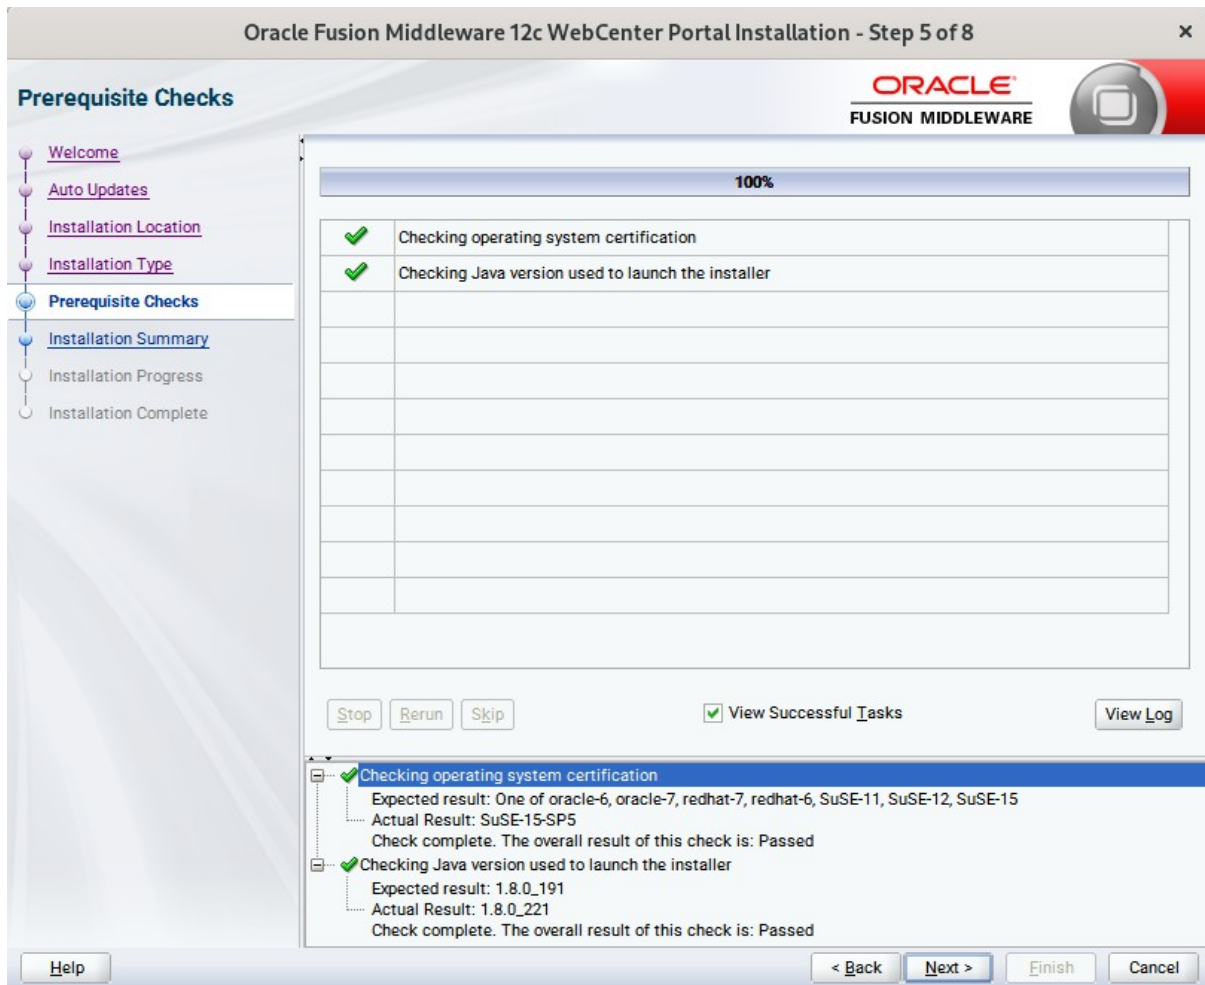 Oracle Fusion Middleware 12c WebCenter Portal Installation - Step 5 of 8
Prerequisite Checks
ORACLE
FUSION MIDDLEWARE
Welcome
Auto Updates
Installation Location
Installation Type
Prerequisite Checks
Installation Summary
Installation Progress
Installation Complete
100%
Checking operating system certification
Checking Java version used to launch the installer
Stop Rerun Skip View Successful Tasks View Log
Checking operating system certification
Expected result: One of oracle-6, oracle-7, redhat-7, redhat-6, SuSE-11, SuSE-12, SuSE-15
Actual Result: SuSE-15-SP5
Check complete. The overall result of this check is: Passed
Checking Java version used to launch the installer
Expected result: 1.8.0_191
Actual Result: 1.8.0_221
Check complete. The overall result of this check is: Passed
Help < Back Next > Finish Cancel